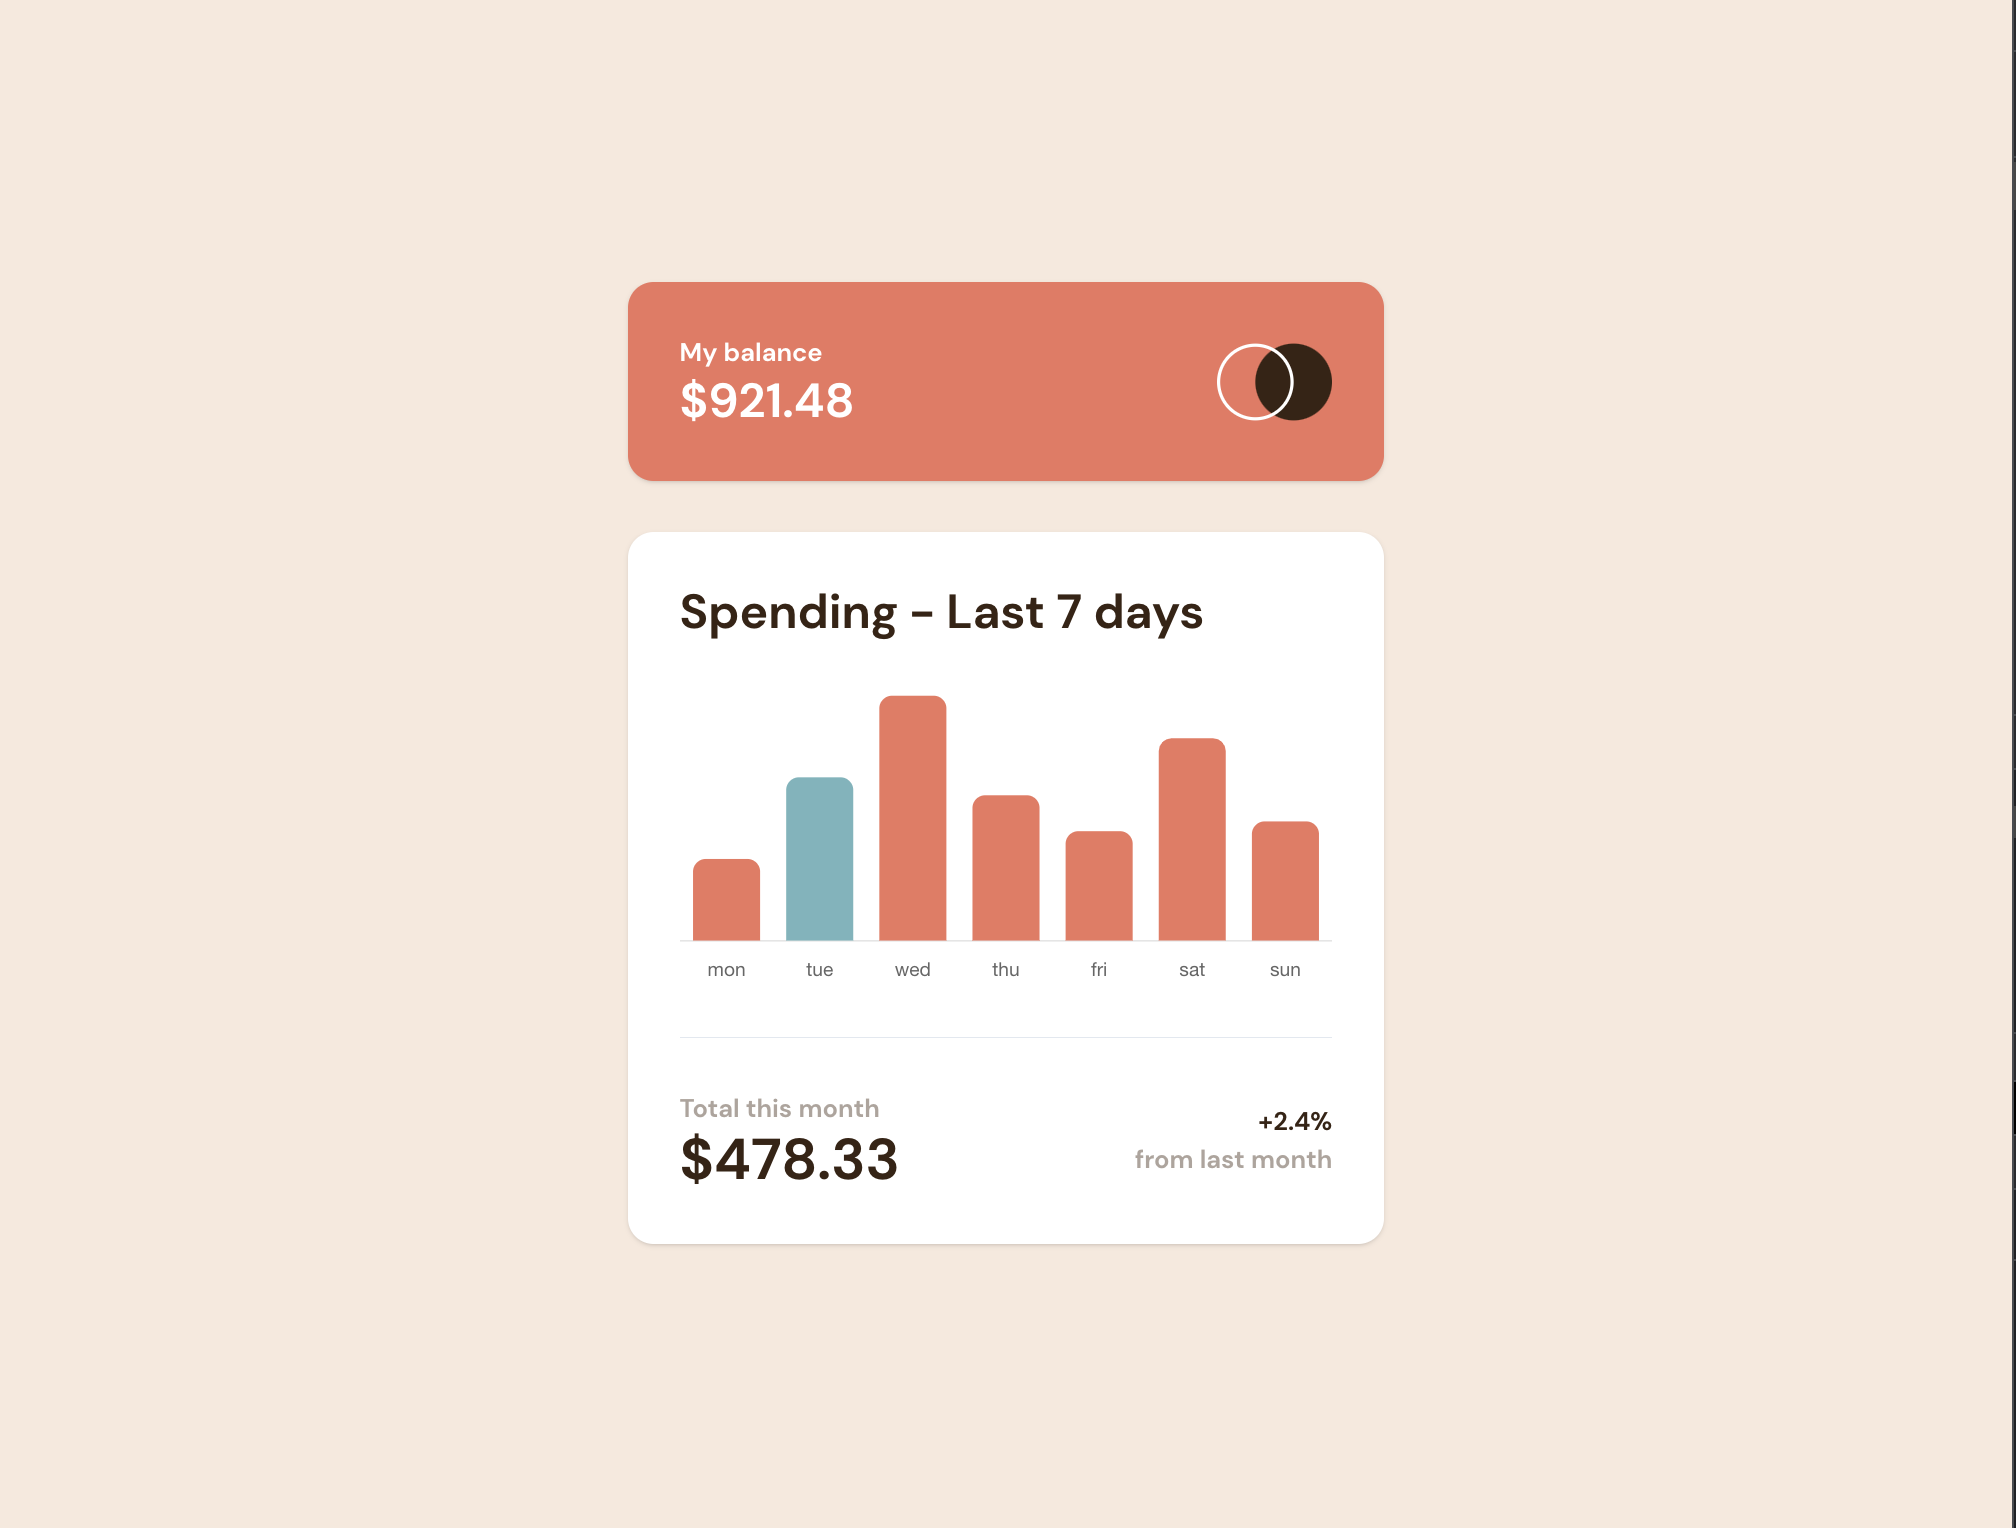 My balance
$921.48
Spending - Last 7 days
mon tue wed thu fri sat sun
Total this month
$478.33
+2.4%
from last month